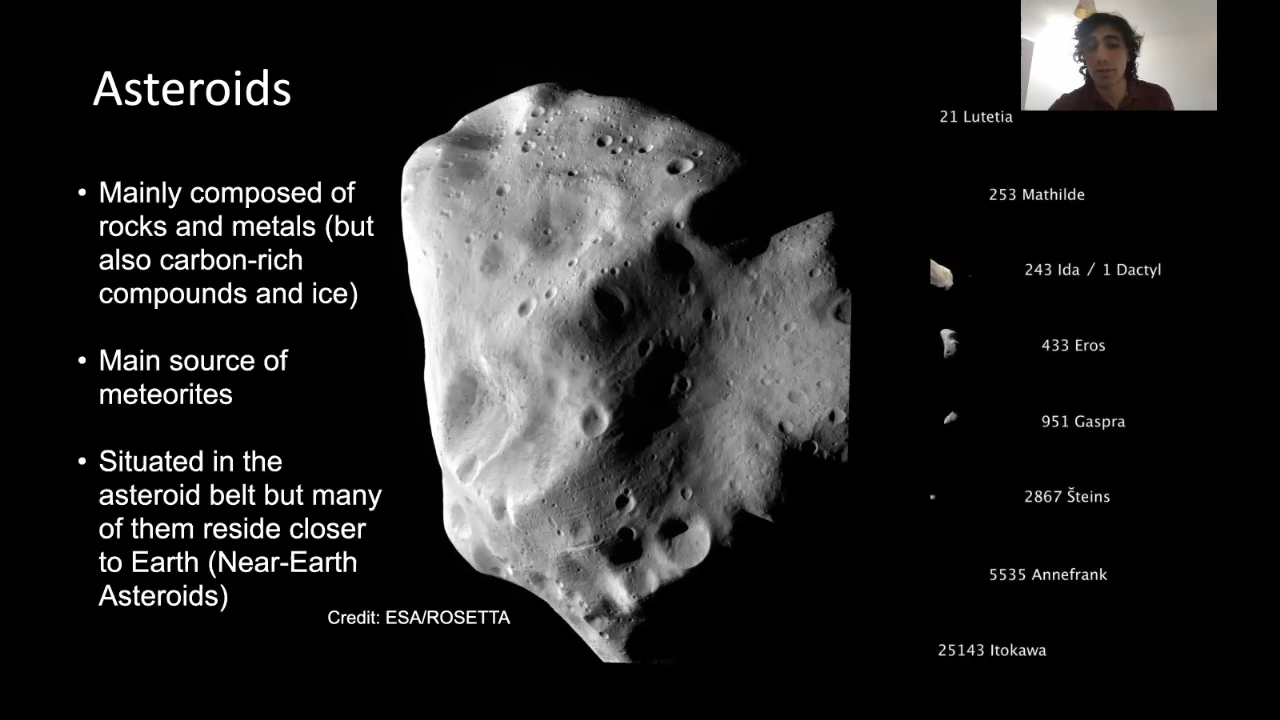 Asteroids
• Mainly composed of
rocks and metals (but
also carbon-rich
compounds and ice)
• Main source of
meteorites
• Situated in the
asteroid belt but many
of them reside closer
to Earth (Near-Earth
Asteroids)
Credit: ESA/ROSETTA
21 Lutetia
253 Mathilde
243 Ida / 1 Dactyl
433 Eros
951 Gaspra
2867 Šteins
5535 Annefrank
25143 Itokawa